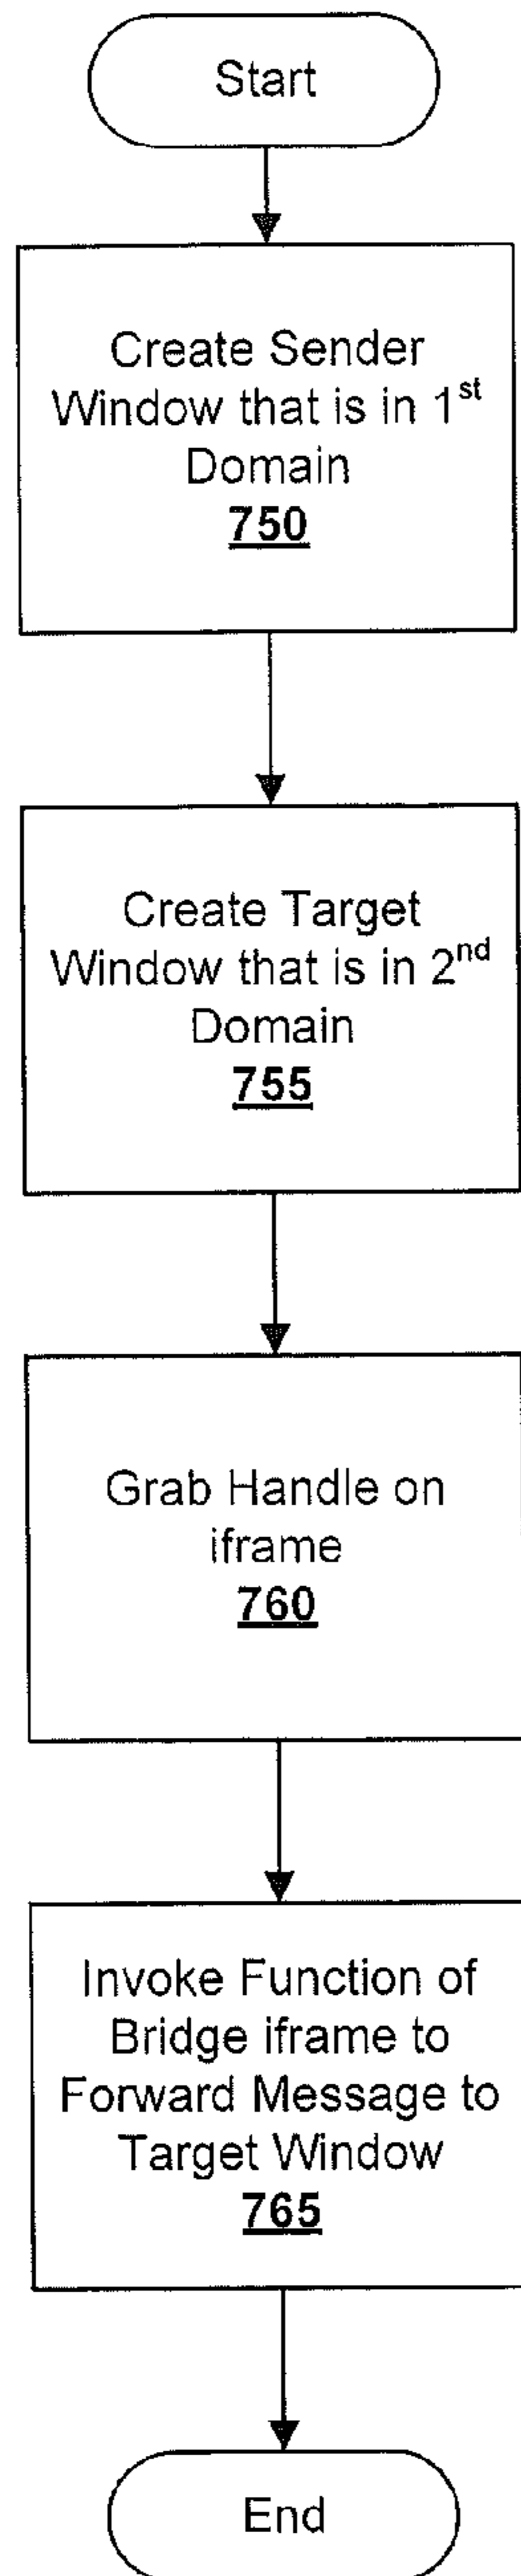 Start
Create Sender
Window that is in 1st
Domain
750
Create Target
Window that is in 2nd
Domain
755
Grab Handle on
iframe
760
Invoke Function of
Bridge iframe to
Forward Message to
Target Window
765
End